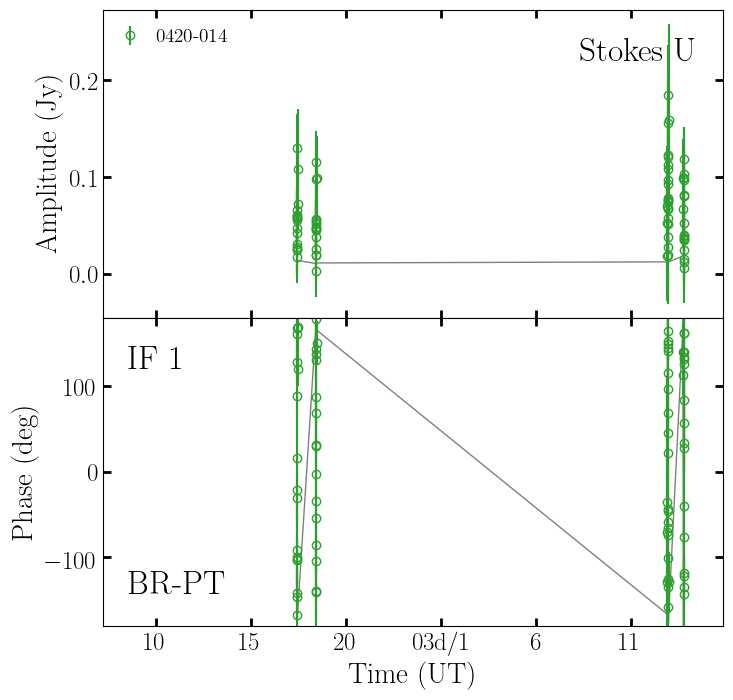 0420-014
Stokes U
Amplitude (Jy)
0.2
0.1
0.0
IF 1
BR-PT
Phase (deg)
100
0
−100
10 15 20 03d/1 6 11
Time (UT)